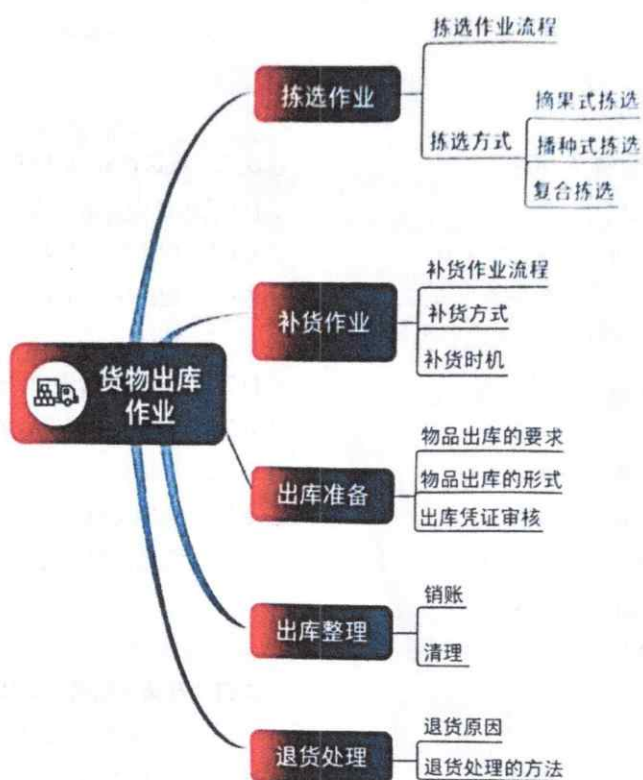 拣选作业流程
拣选作业
摘果式拣选
拣选方式
播种式拣选
复合拣选
补货作业流程
补货作业
补货方式
补货时机
货物出库
作业
物品出库的要求
出库准备
物品出库的形式
出库凭证审核
销账
出库整理
清理
退货原因
退货处理
退货处理的方法